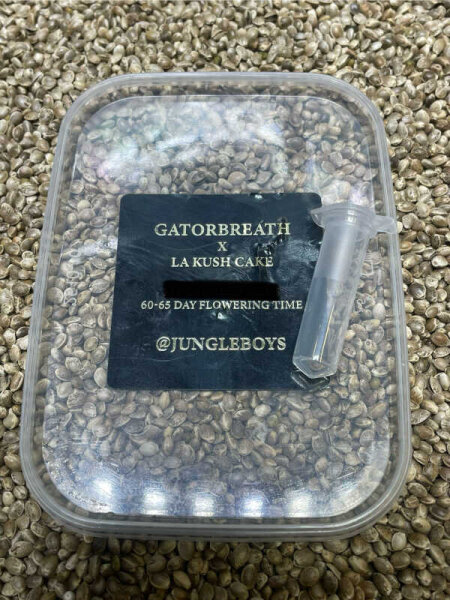 GATORBREATH
X
LA KUSH CAKE
60-65 DAY FLOWERING TIME
@JUNGLEBOYS